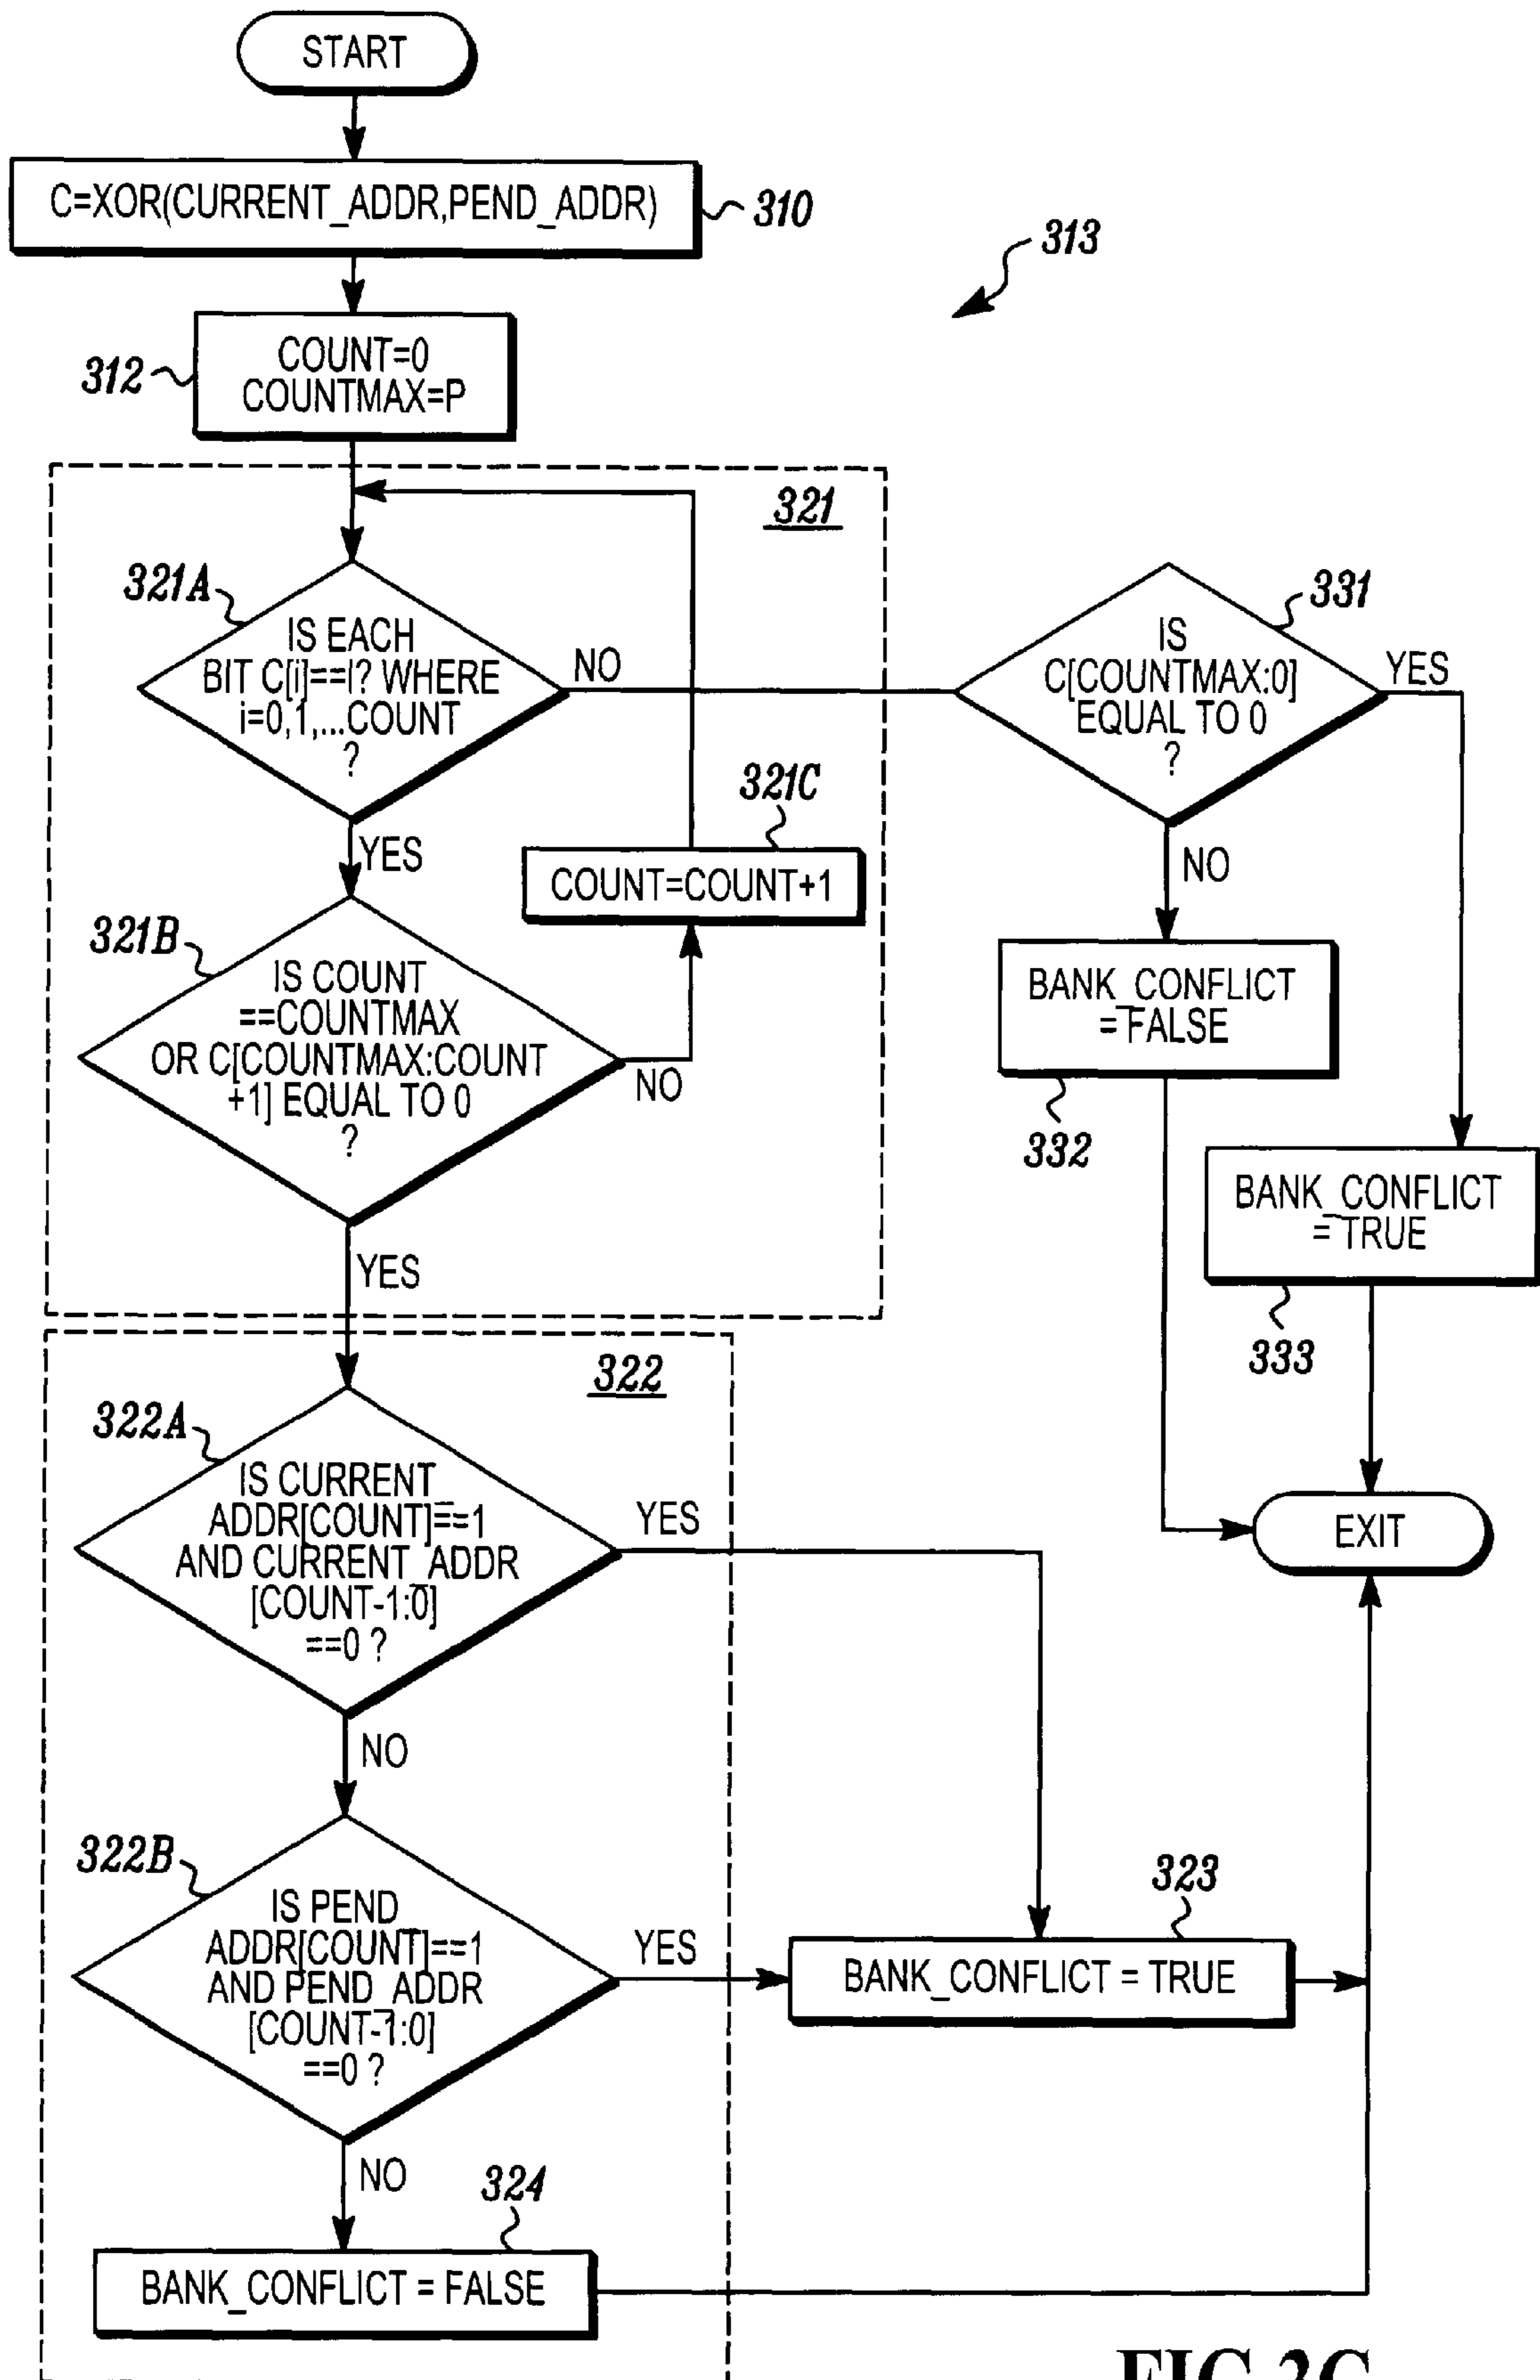 START
C=XOR(CURRENT_ADDR,PEND_ADDR)
310
313
312
COUNT=0
COUNTMAX=P
321
321A
IS EACH
BIT C[i]==I? WHERE
i=0,1,...COUNT
?
NO
YES
331
IS
C[COUNTMAX:0]
EQUAL TO 0
?
YES
NO
321C
COUNT=COUNT+1
321B
IS COUNT
==COUNTMAX
OR C[COUNTMAX:COUNT
+1] EQUAL TO 0
?
NO
YES
BANK_CONFLICT
=FALSE
332
BANK_CONFLICT
=TRUE
333
EXIT
322
322A
IS CURRENT_
ADDR[COUNT]==1
AND CURRENT_ADDR
[COUNT-1:0]
==0 ?
YES
NO
322B
IS PEND_
ADDR[COUNT]==1
AND PEND_ADDR
[COUNT-1:0]
==0 ?
YES
NO
323
BANK_CONFLICT = TRUE
324
BANK_CONFLICT = FALSE